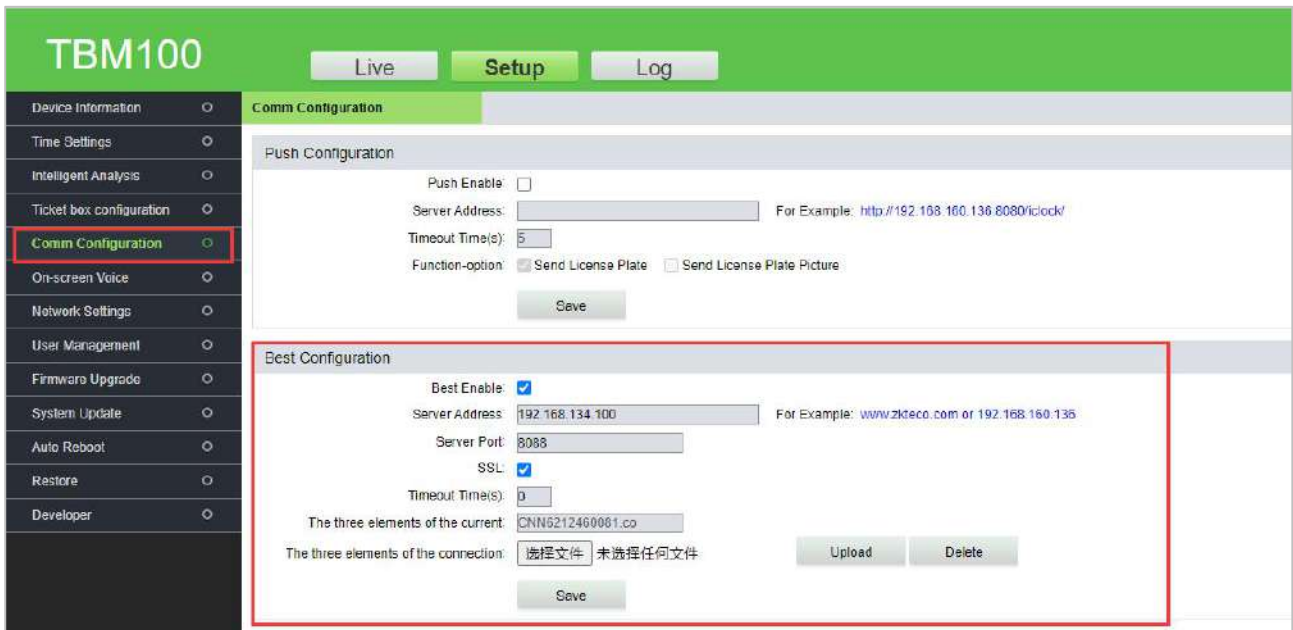 TBM100
Live
Setup
Log
Device Information
Time Settings
Intelligent Analysis
Ticket box configuration
Comm Configuration
On-screen Voice
Network Settings
User Management
Firmware Upgrade
System Update
Auto Reboot
Restore
Developer
Comm Configuration
Push Configuration
Push Enable:
Server Address: For Example: http://192.168.160.136:8080/iclock/
Timeout Time(s): 5
Function-option: Send License Plate Send License Plate Picture
Save
Best Configuration
Best Enable:
Server Address: 192.168.134.100 For Example: www.zkteco.com or 192.168.160.136
Server Port: 8088
SSL:
Timeout Time(s): 0
The three elements of the current: CNN6212460081.co
The three elements of the connection: 选择文件 未选择任何文件 Upload Delete
Save